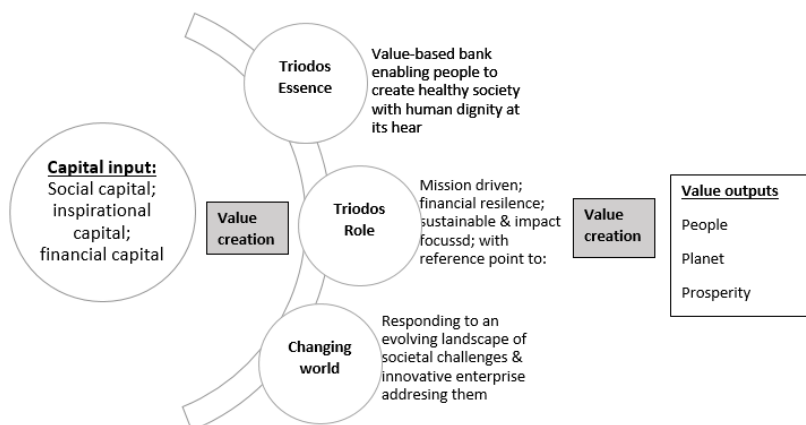 Capital input:
Social capital;
inspirational
capital;
financial capital
Value
creation
Triodos
Essence
Value-based bank
enabling people to
create healthy society
with human dignity at
its hear
Triodos
Role
Mission driven;
financial resilence;
sustainable & impact
focussd; with
reference point to:
Changing
world
Responding to an
evolving landscape of
societal challenges &
innovative enterprise
addresing them
Value
creation
Value outputs
People
Planet
Prosperity